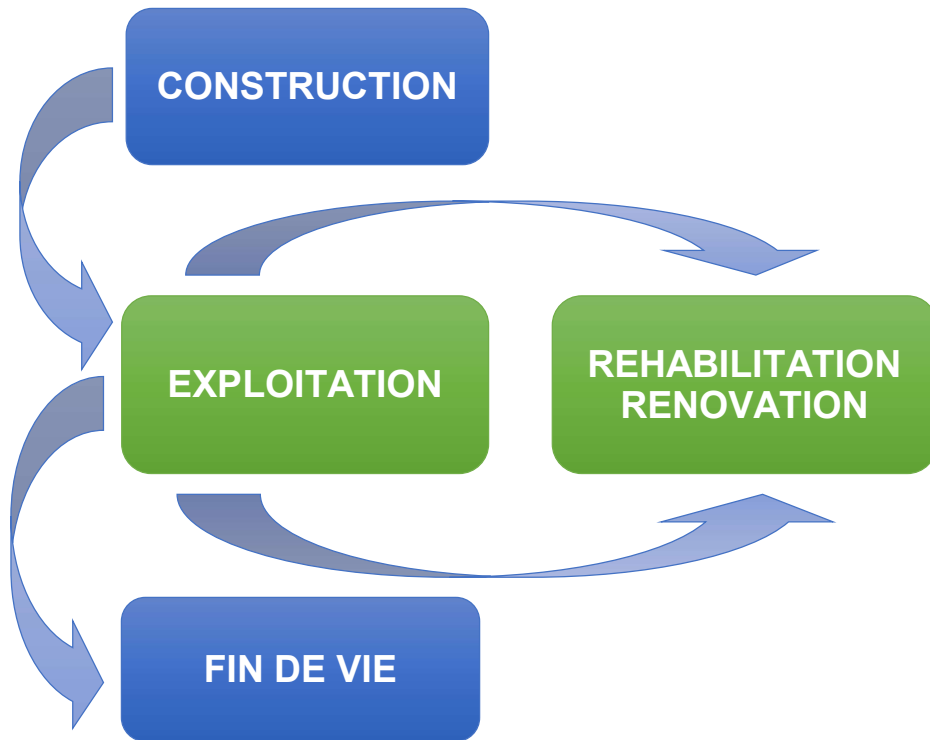 CONSTRUCTION
EXPLOITATION
REHABILITATION
RENOVATION
FIN DE VIE